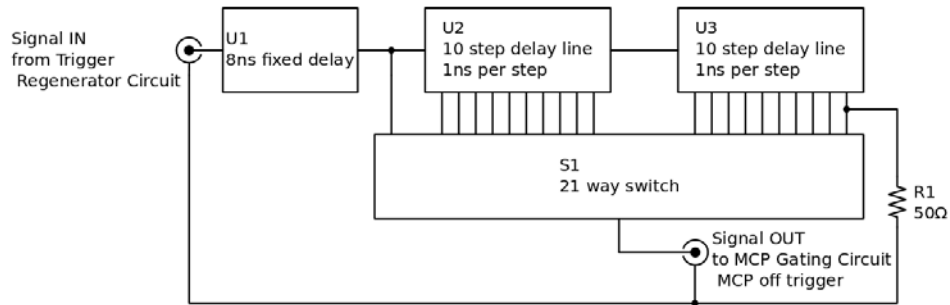 Signal IN
from Trigger
Regenerator Circuit
U1
8ns fixed delay
U2
10 step delay line
1ns per step
U3
10 step delay line
1ns per step
S1
21 way switch
R1
50Ω
Signal OUT
to MCP Gating Circuit
MCP off trigger